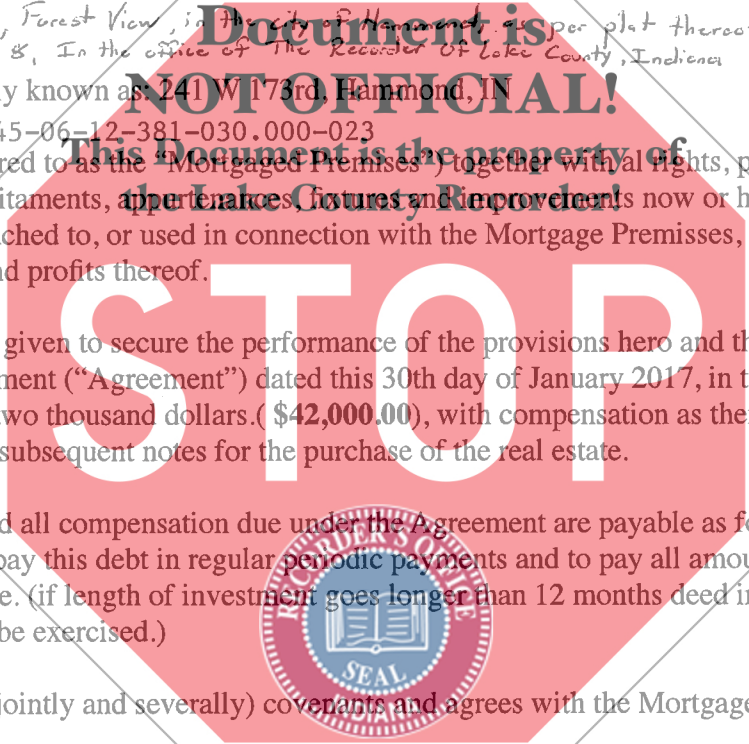 , Forest View, in the city of Hammond, as per plat thereo
8, In the office of The Recorder Of Lake County, Indiana
Document is
NOT OFFICIAL!
This Document is the property of
the Lake County Recorder!
y known as: 241 W 173rd, Hammond, IN
45-06-12-381-030.000-023
red to as the “Mortgaged Premises”) together with al rights, p
itaments, appurtenances, fixtures and improvements now or h
ched to, or used in connection with the Mortgage Premisses,
nd profits thereof.
STOP
given to secure the performance of the provisions hero and th
ment (“Agreement”) dated this 30th day of January 2017, in t
two thousand dollars.( $42,000.00), with compensation as the
subsequent notes for the purchase of the real estate.
d all compensation due under the Agreement are payable as fo
pay this debt in regular periodic payments and to pay all amou
e. (if length of investment goes longer than 12 months deed in
be exercised.)
RECORDER'S OFFICE
SEAL
INDIANA
jointly and severally) covenants and agrees with the Mortgage